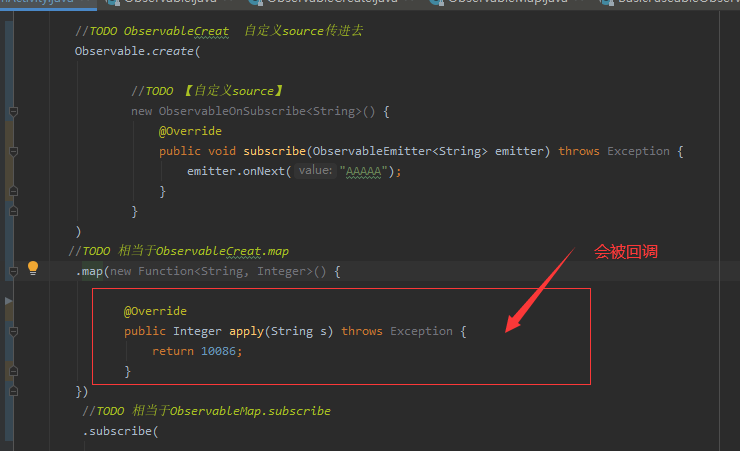 //TODO ObservableCreat 自定义source传进去
Observable.create(
//TODO 【自定义source】
new ObservableOnSubscribe<String>() {
@Override
public void subscribe(ObservableEmitter<String> emitter) throws Exception {
emitter.onNext( value: "AAAAA");
}
}
)
//TODO 相当于ObservableCreat.map
.map(new Function<String, Integer>() {
会被回调
@Override
public Integer apply(String s) throws Exception {
return 10086;
}
})
//TODO 相当于ObservableMap.subscribe
.subscribe(